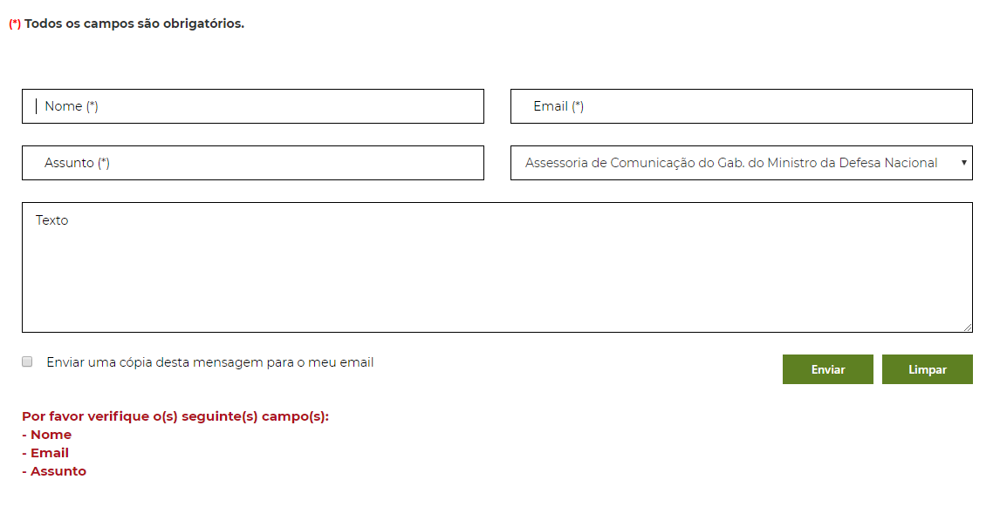 (*) Todos os campos são obrigatórios.
Nome (*)
Email (*)
Assunto (*)
Assessoria de Comunicação do Gab. do Ministro da Defesa Nacional
Texto
Enviar uma cópia desta mensagem para o meu email
Enviar
Limpar
Por favor verifique o(s) seguinte(s) campo(s):
- Nome
- Email
- Assunto